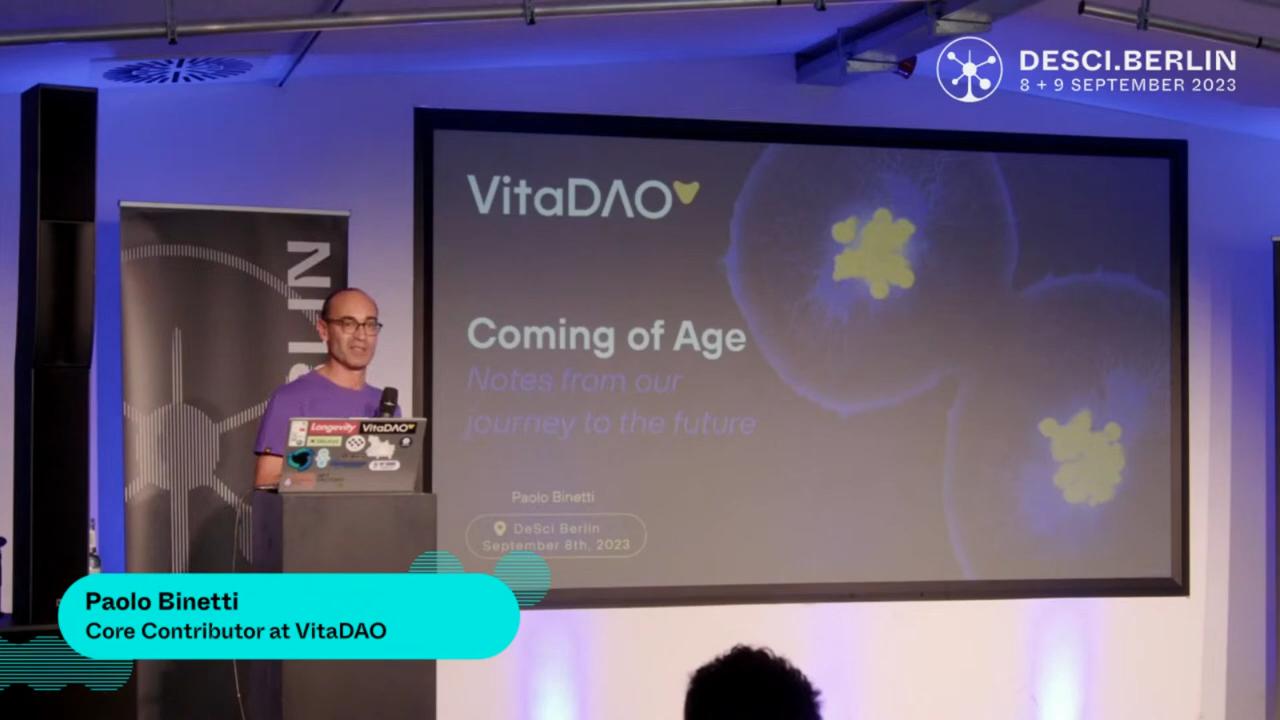 DESCI.BERLIN
8 + 9 SEPTEMBER 2023
VitaDAO
Coming of Age
Notes from our
journey to the future
Paolo Binetti
DeSci Berlin
September 8th, 2023
LIN
Longevity VitaDAO
Paolo Binetti
Core Contributor at VitaDAO